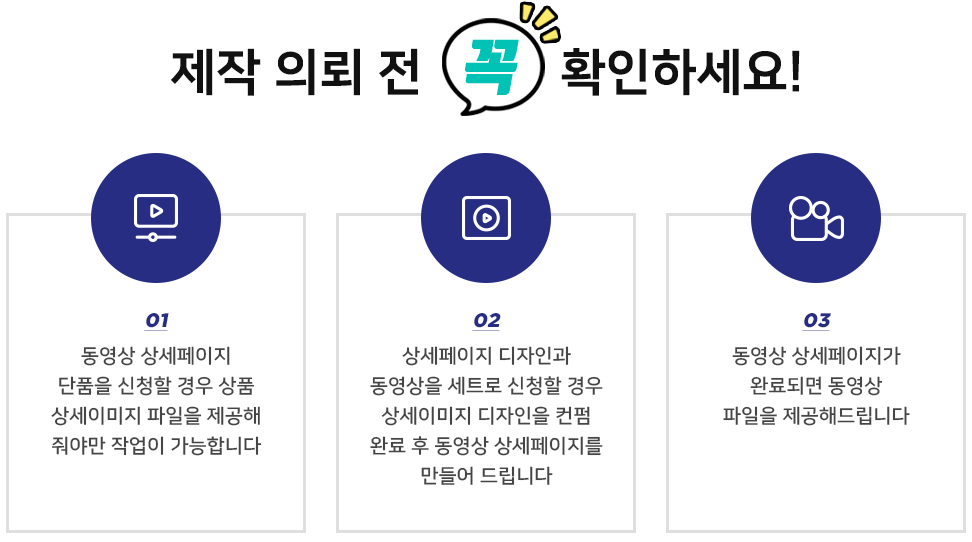 제작 의뢰 전 꼭 확인하세요!
01
동영상 상세페이지
단품을 신청할 경우 상품
상세이미지 파일을 제공해
줘야만 작업이 가능합니다
02
상세페이지 디자인과
동영상을 세트로 신청할 경우
상세이미지 디자인을 컨펌
완료 후 동영상 상세페이지를
만들어 드립니다
03
동영상 상세페이지가
완료되면 동영상
파일을 제공해드립니다